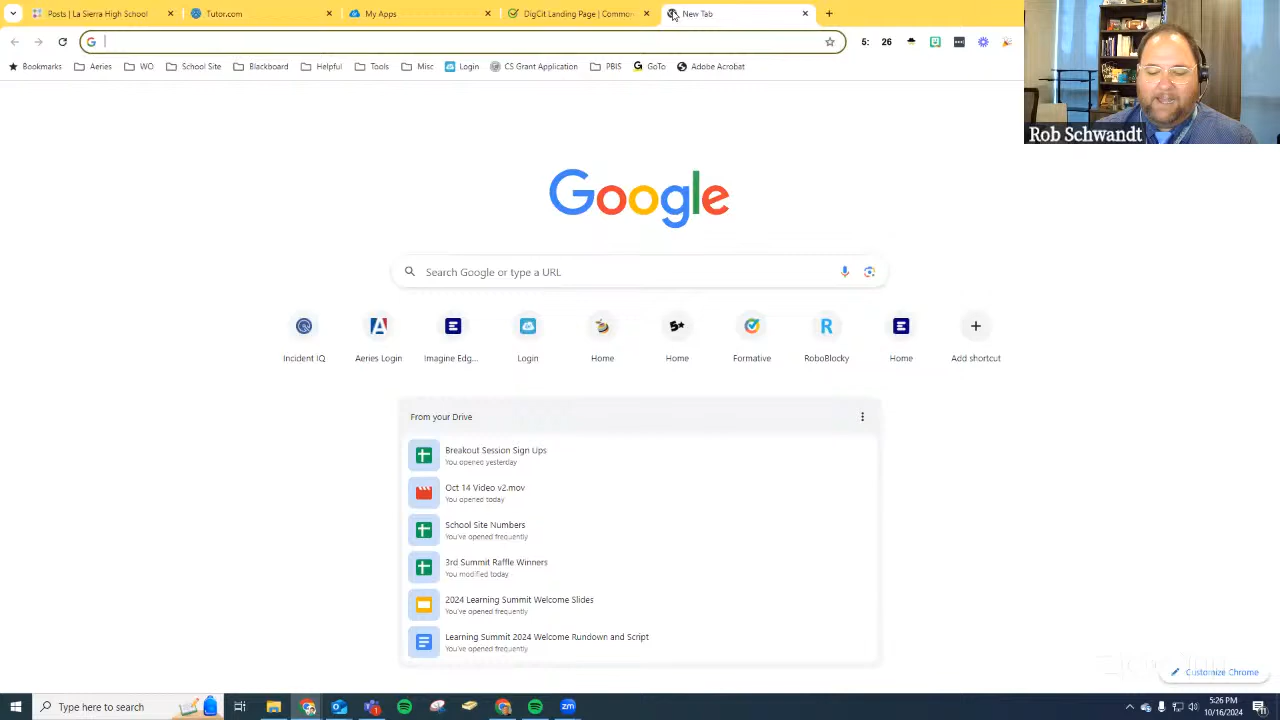 Posts | La Sierra High School
Tutor.com
My Apps
DigCit Landing Page | Common
New Tab
5:
26
Bookmarks
Aeries
WO
School Site
Blackboard
Helpful
Tools
More
Login
CS Grant Application
PBIS
GoTo
Adobe Acrobat
Rob Schwandt
Google
Search Google or type a URL
Incident IQ
Aeries Login
Imagine Edg...
Login
Home
Home
Formative
RoboBlocky
Home
Add shortcut
From your Drive
Breakout Session Sign Ups
You opened yesterday
Oct 14 Video v2.mov
You opened today
School Site Numbers
You've opened frequently
3rd Summit Raffle Winners
You modified today
2024 Learning Summit Welcome Slides
You've opened frequently
Learning Summit 2024 Welcome Rundown and Script
You've opened frequently
Customize Chrome
Type here to search
5:26 PM
10/16/2024